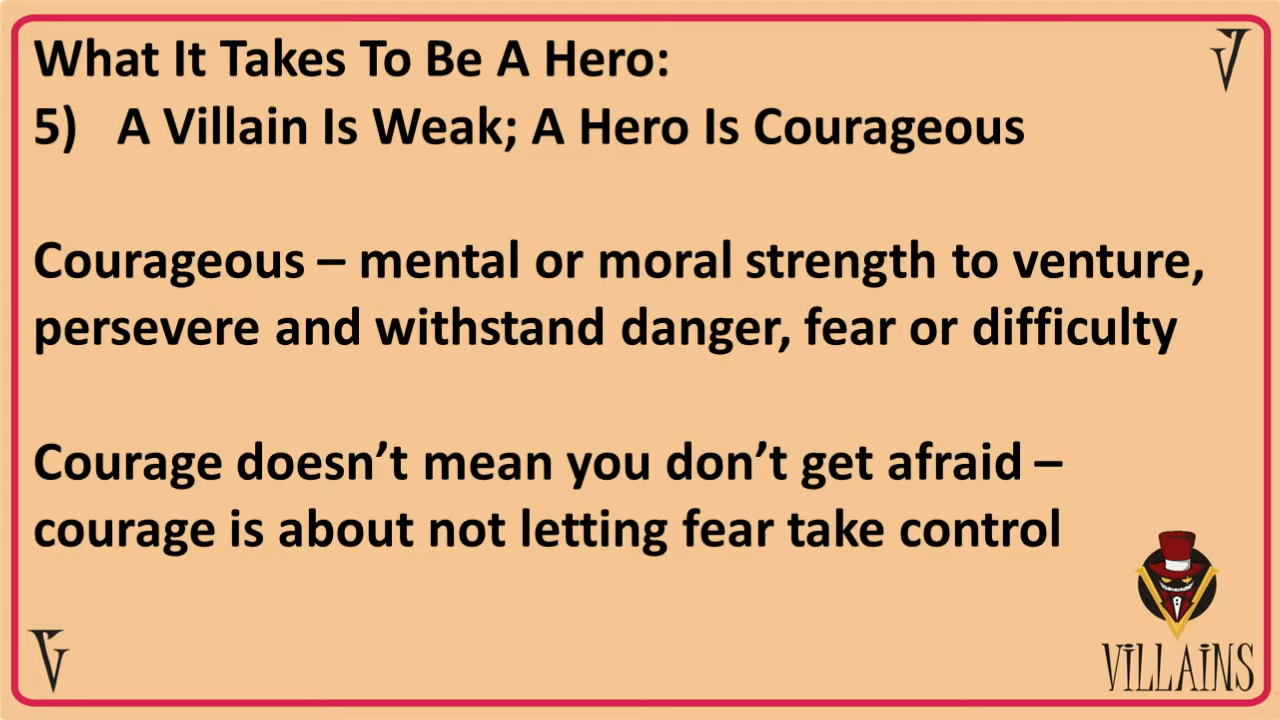 What It Takes To Be A Hero:
5) A Villain Is Weak; A Hero Is Courageous
Courageous – mental or moral strength to venture,
persevere and withstand danger, fear or difficulty
Courage doesn’t mean you don’t get afraid –
courage is about not letting fear take control
VILLAINS